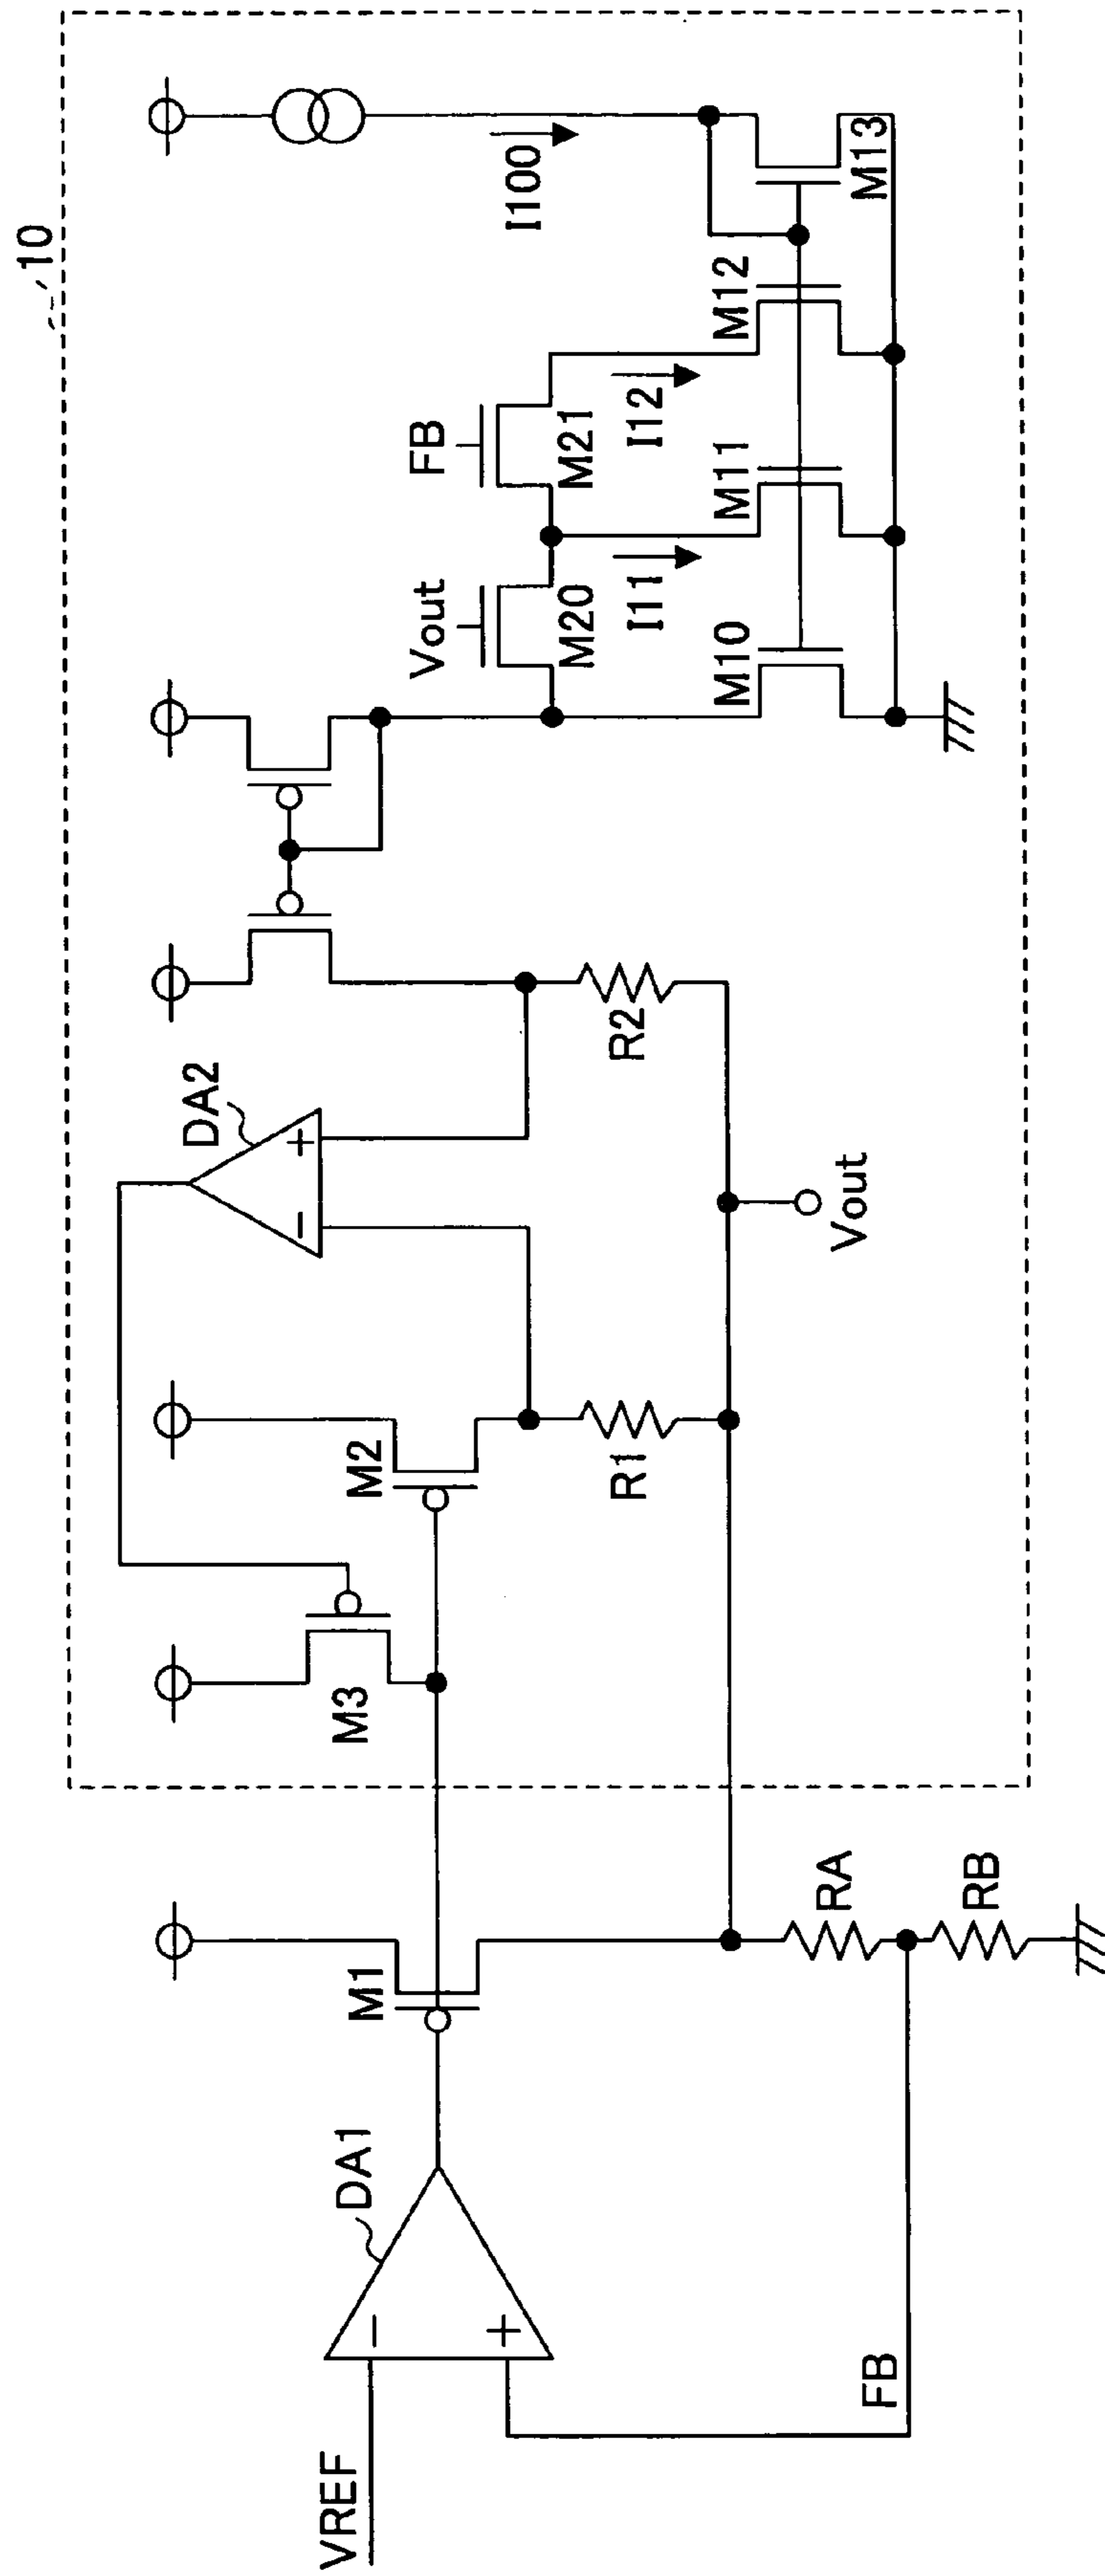 10
VREF
DA1
FB
M1
RA
RB
M3
M2
R1
DA2
Vout
R2
Vout
M20
I11
M10
FB
M21
M11
I12
M12
I100
M13